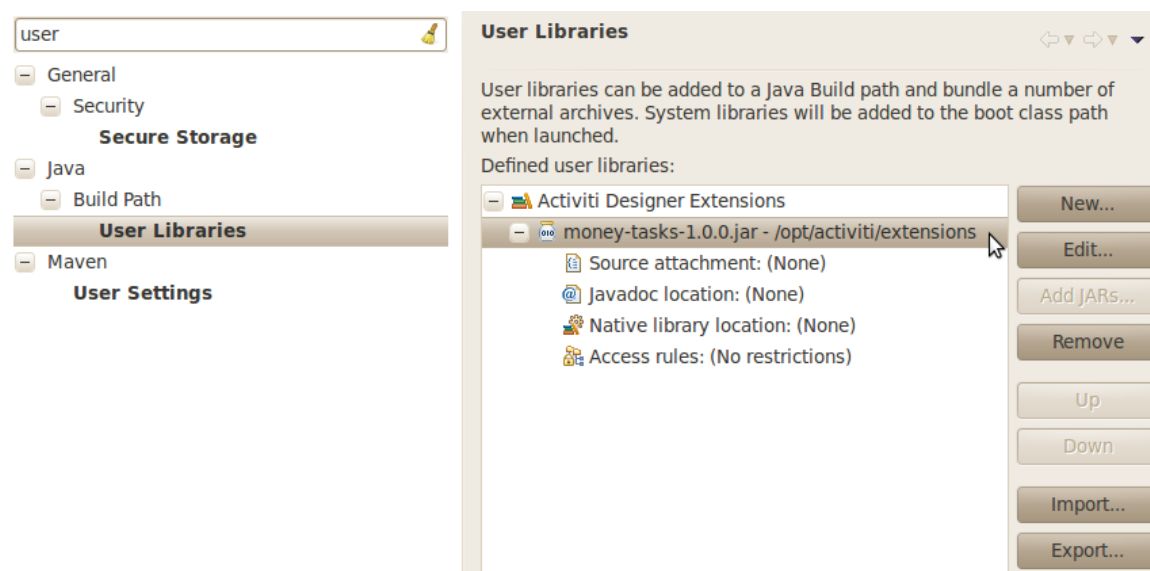 user
General
Security
Secure Storage
Java
Build Path
User Libraries
Maven
User Settings
User Libraries
User libraries can be added to a Java Build path and bundle a number of
external archives. System libraries will be added to the boot class path
when launched.
Defined user libraries:
Activiti Designer Extensions
money-tasks-1.0.0.jar - /opt/activiti/extensions
Source attachment: (None)
Javadoc location: (None)
Native library location: (None)
Access rules: (No restrictions)
New...
Edit...
Add JARs...
Remove
Up
Down
Import...
Export...